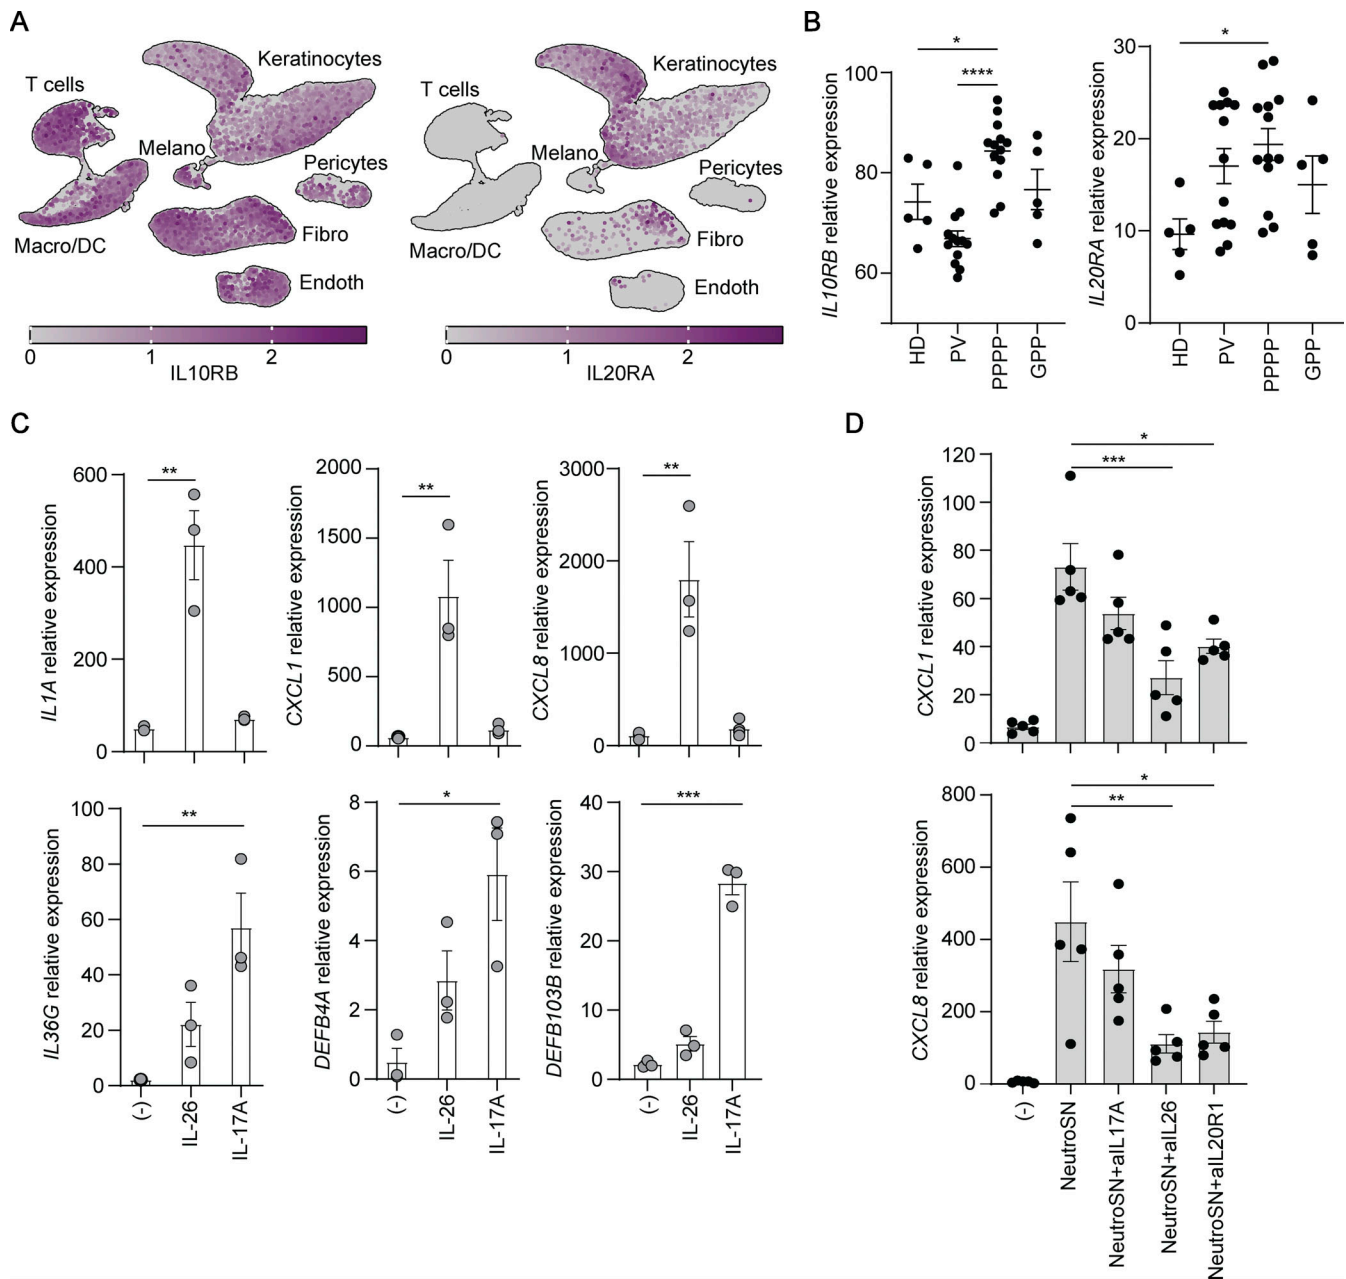 A
T cells
Keratinocytes
Melano
Pericytes
Macro/DC
Fibro
Endoth
0 1 2
IL10RB
T cells
Keratinocytes
Melano
Pericytes
Macro/DC
Fibro
Endoth
0 1 2
IL20RA
B
IL10RB relative expression
100
80
60
*
****
HD PV PPPP GPP
IL20RA relative expression
30
20
10
0
*
HD PV PPPP GPP
C
IL1A relative expression
600
400
200
0
**
CXCL1 relative expression
2000
1500
1000
500
0
**
CXCL8 relative expression
3000
2000
1000
0
**
IL36G relative expression
100
80
60
40
20
0
**
(-) IL-26 IL-17A
DEFB4A relative expression
8
6
4
2
0
*
(-) IL-26 IL-17A
DEFB103B relative expression
40
30
20
10
0
***
(-) IL-26 IL-17A
D
CXCL1 relative expression
120
100
80
60
40
20
0
*
***
CXCL8 relative expression
800
600
400
200
0
*
**
(-)
NeutroSN
NeutroSN+aIL17A
NeutroSN+aIL26
NeutroSN+aIL20R1